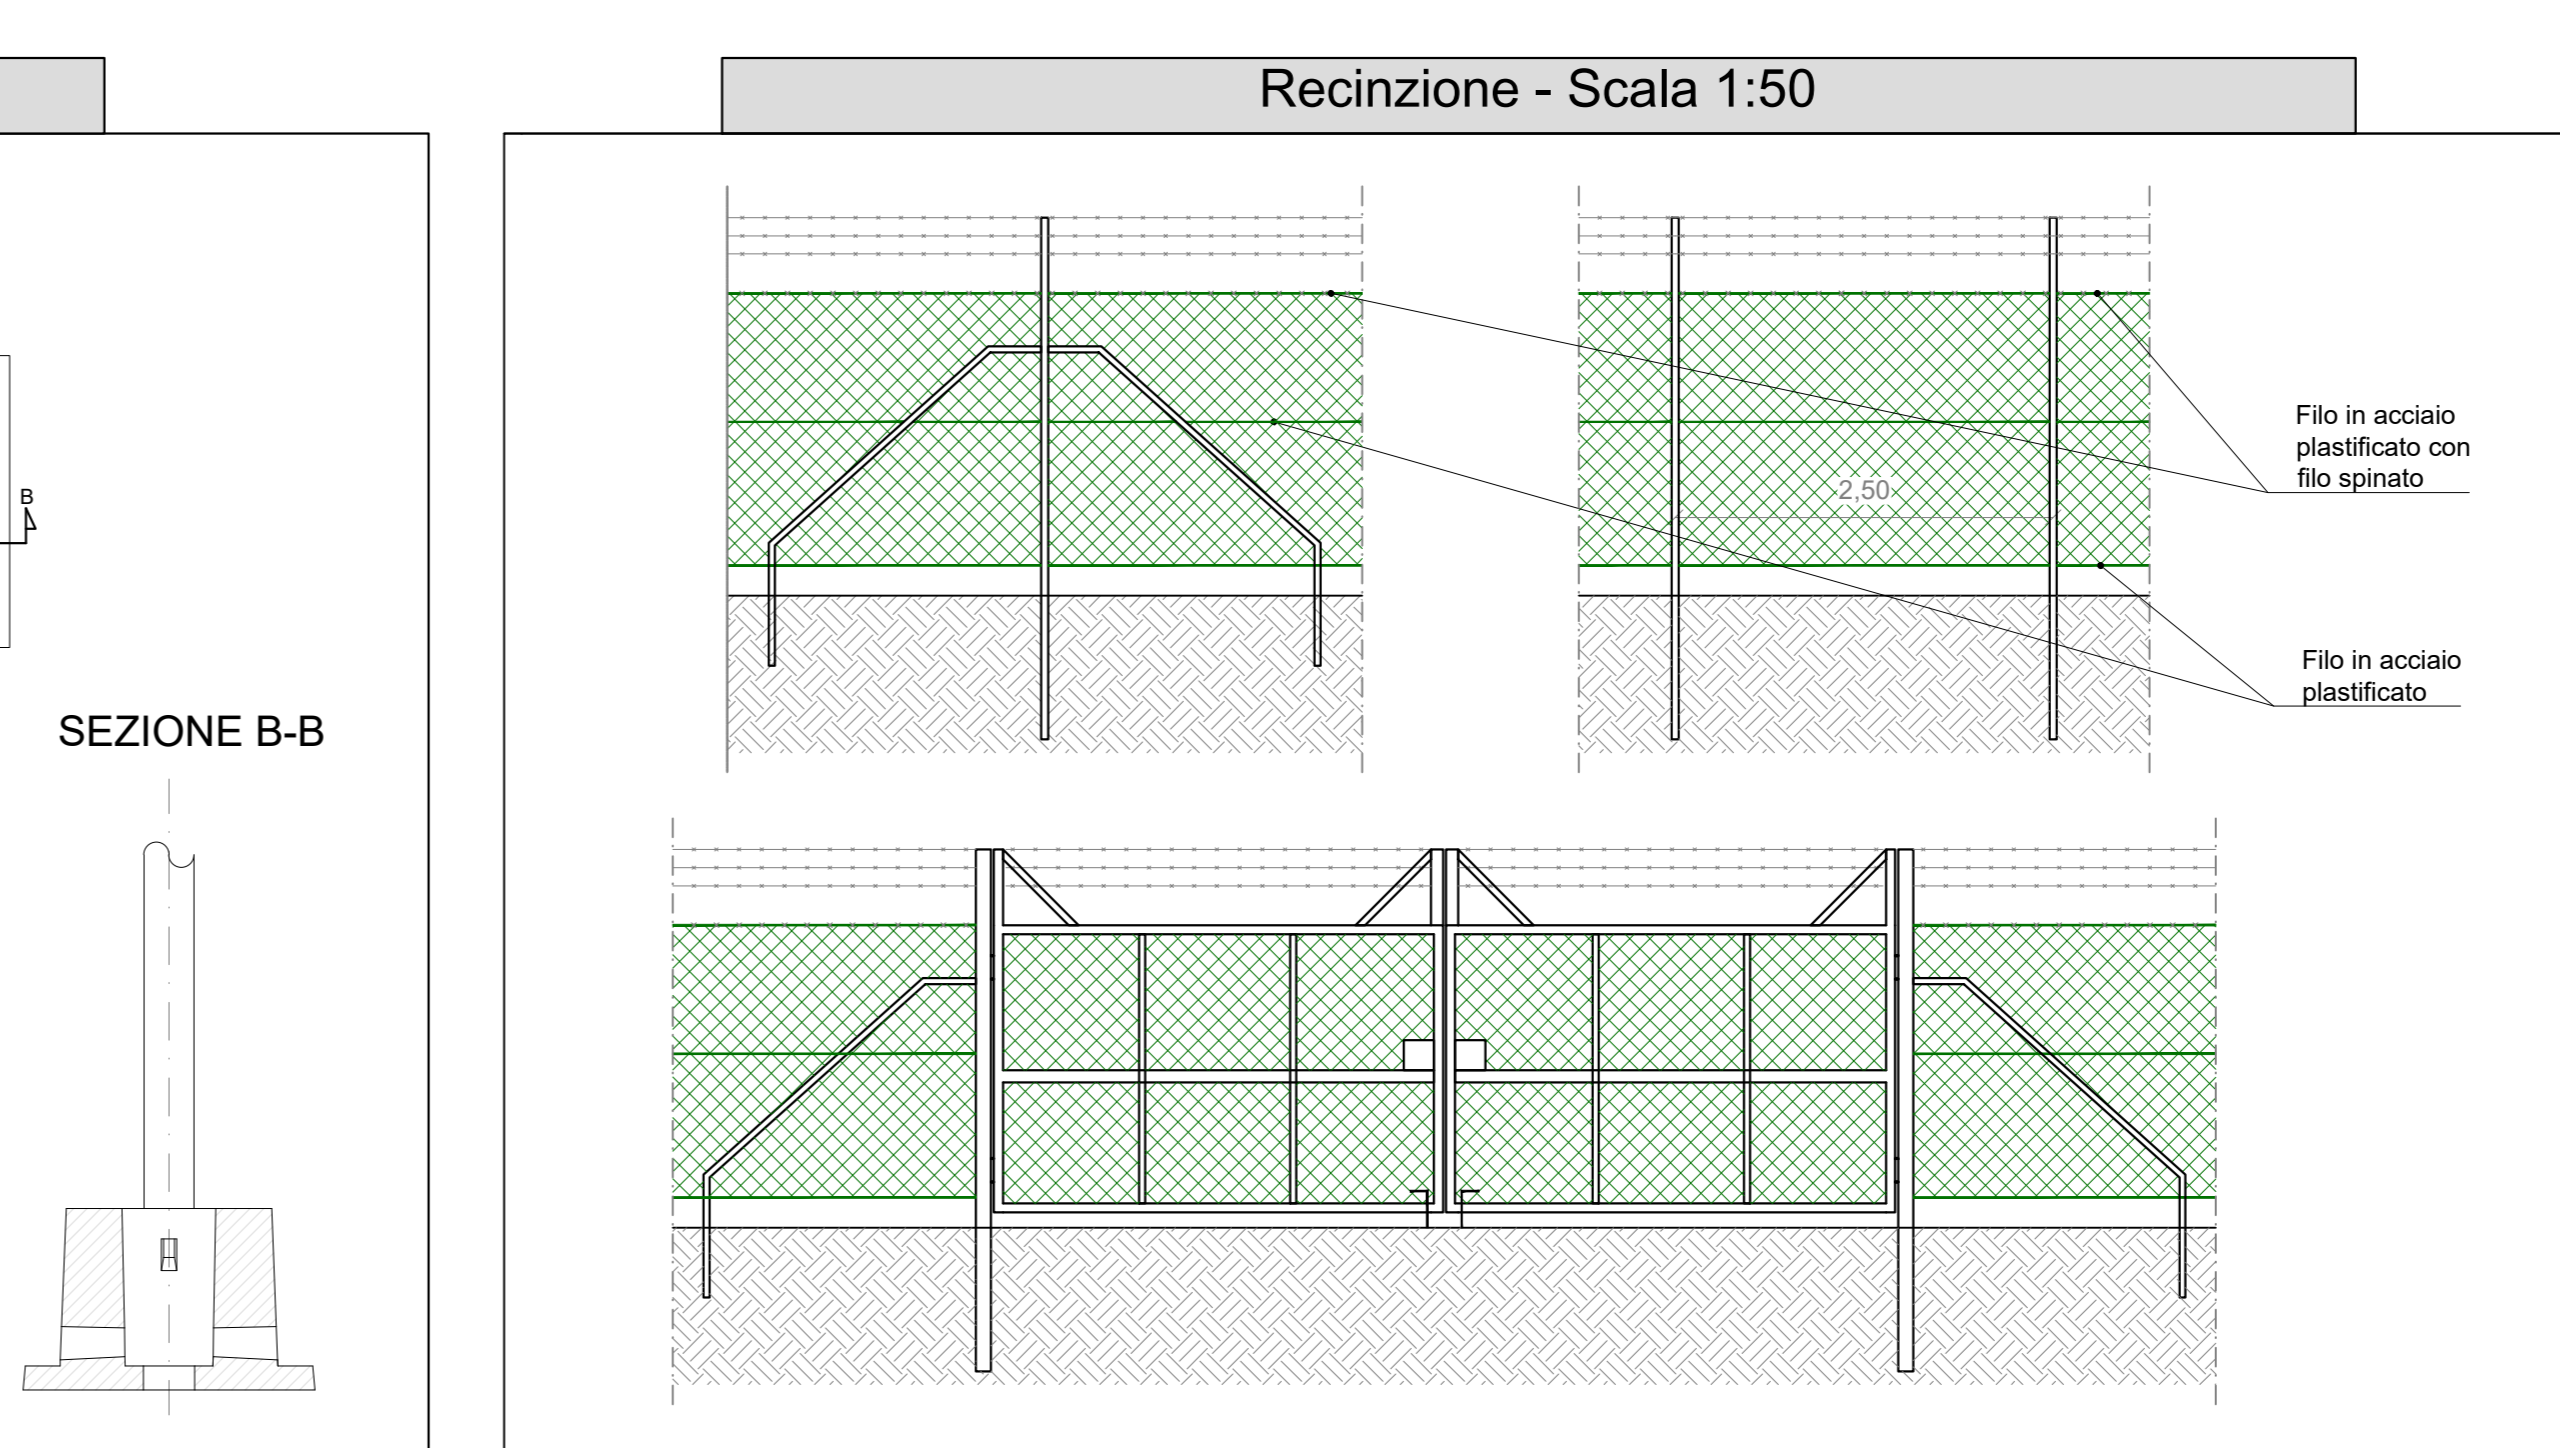 Recinzione - Scala 1:50
Filo in acciaio
plastificato con
filo spinato
2,50
B
Filo in acciaio
plastificato
SEZIONE B-B